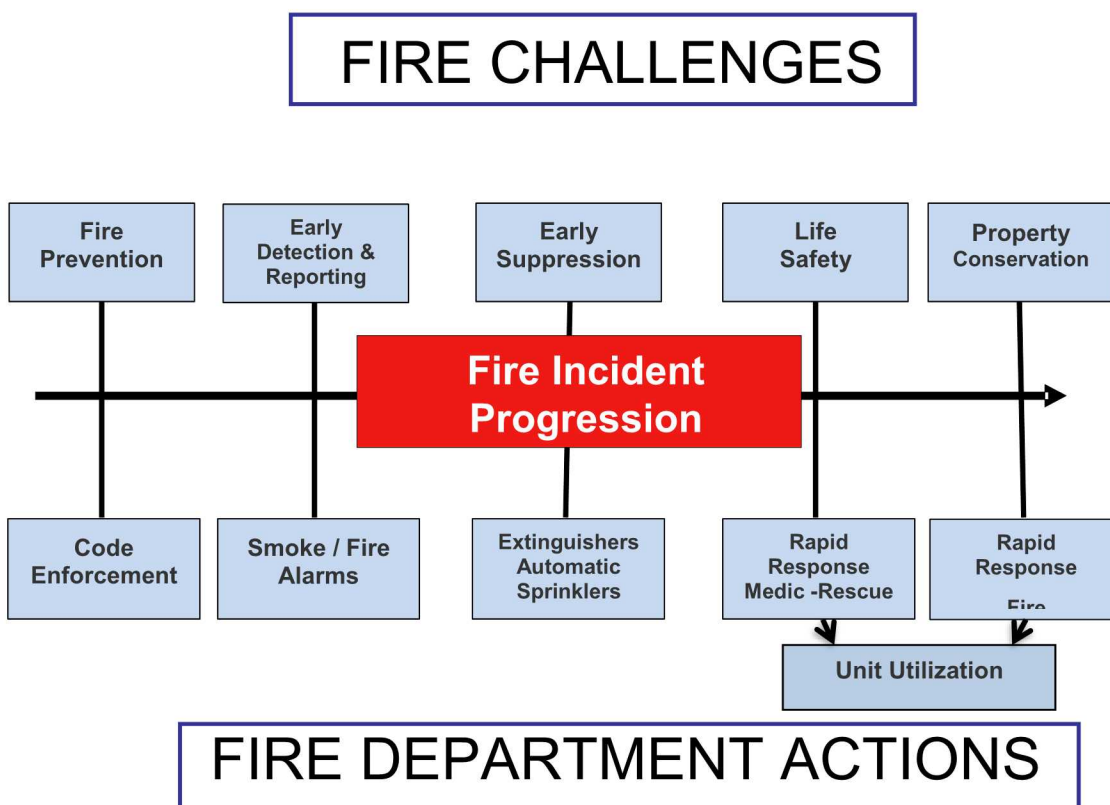 FIRE CHALLENGES
Fire
Prevention
Early
Detection &
Reporting
Early
Suppression
Life
Safety
Property
Conservation
Fire Incident
Progression
Code
Enforcement
Smoke / Fire
Alarms
Extinguishers
Automatic
Sprinklers
Rapid
Response
Medic -Rescue
Rapid
Response
Fire
Unit Utilization
FIRE DEPARTMENT ACTIONS